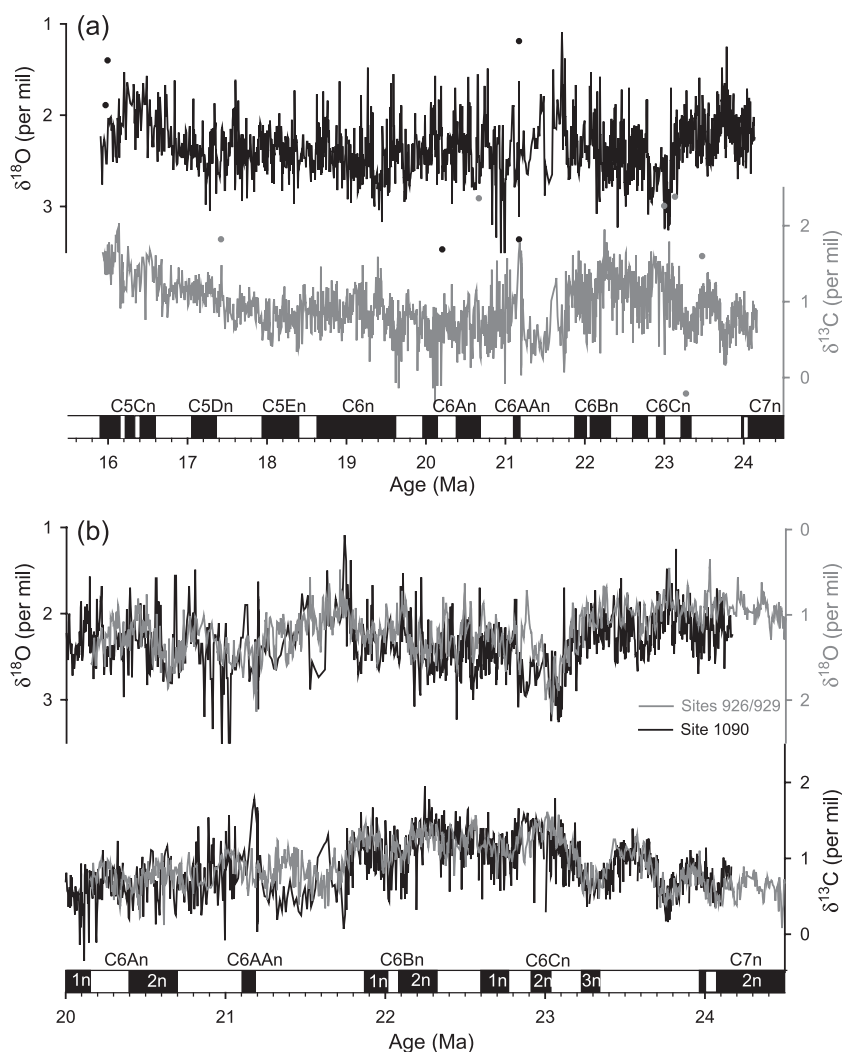 (a)
1
2
3
δ18O (per mil)
2
1
0
δ13C (per mil)
C5Cn C5Dn C5En C6n C6An C6AAn C6Bn C6Cn C7n
16 17 18 19 20 21 22 23 24
Age (Ma)
(b)
1
2
3
δ18O (per mil)
0
1
2
δ18O (per mil)
Sites 926/929
Site 1090
2
1
0
δ13C (per mil)
C6An C6AAn C6Bn C6Cn C7n
1n 2n 1n 2n 1n 2n 3n 2n
20 21 22 23 24
Age (Ma)